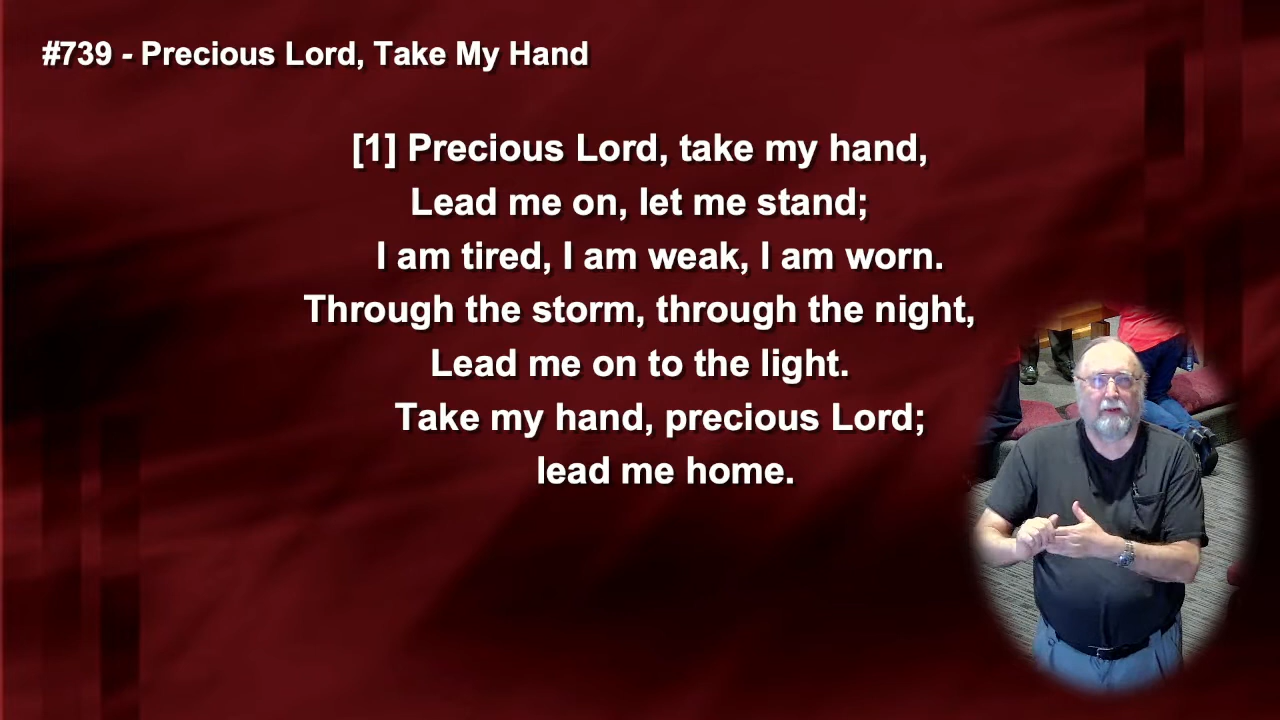 #739 - Precious Lord, Take My Hand
[1] Precious Lord, take my hand,
Lead me on, let me stand;
I am tired, I am weak, I am worn.
Through the storm, through the night,
Lead me on to the light.
Take my hand, precious Lord;
lead me home.